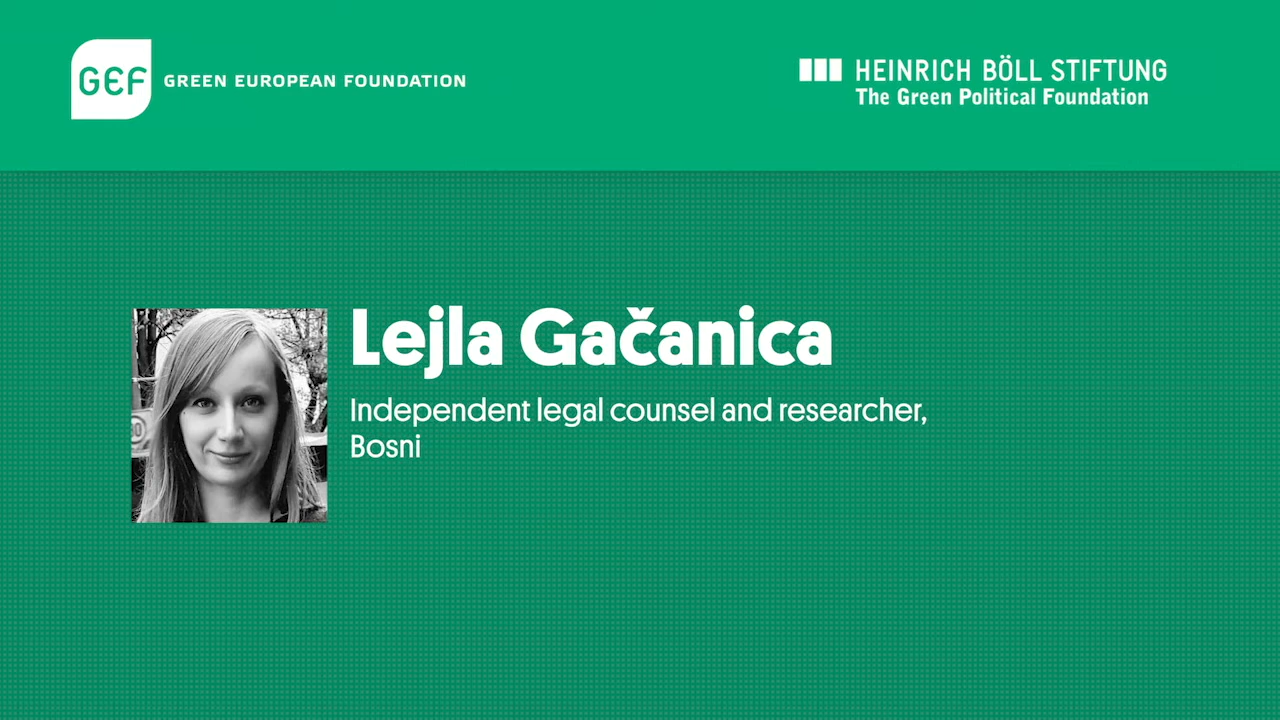 GEF GREEN EUROPEAN FOUNDATION
HEINRICH BÖLL STIFTUNG
The Green Political Foundation
Lejla Gačanica
Independent legal counsel and researcher,
Bosni